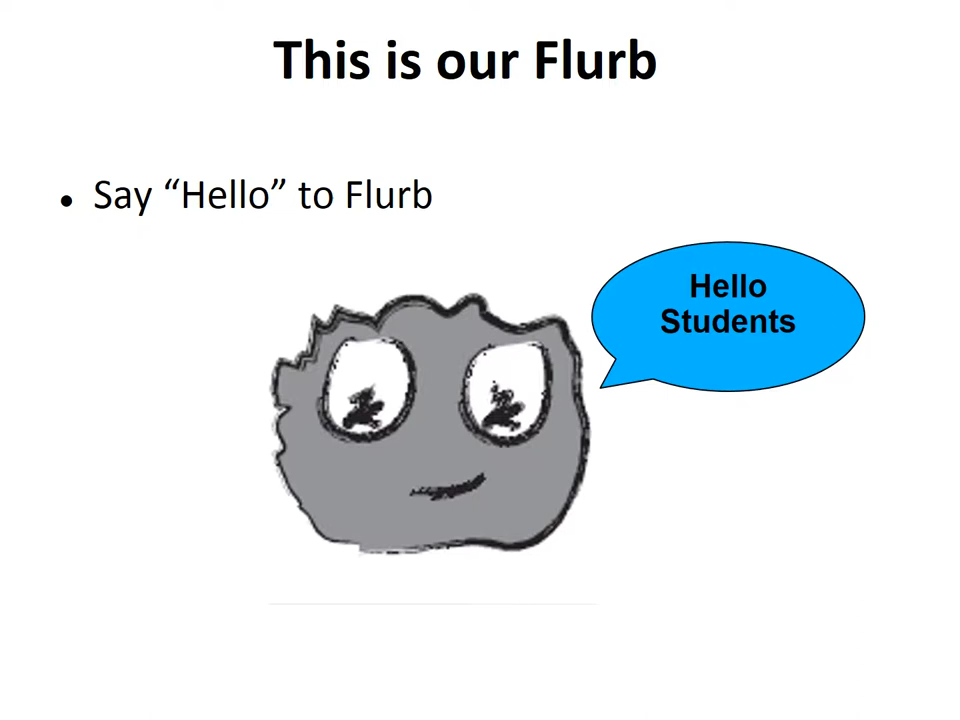 This is our Flurb
• Say “Hello” to Flurb
Hello
Students